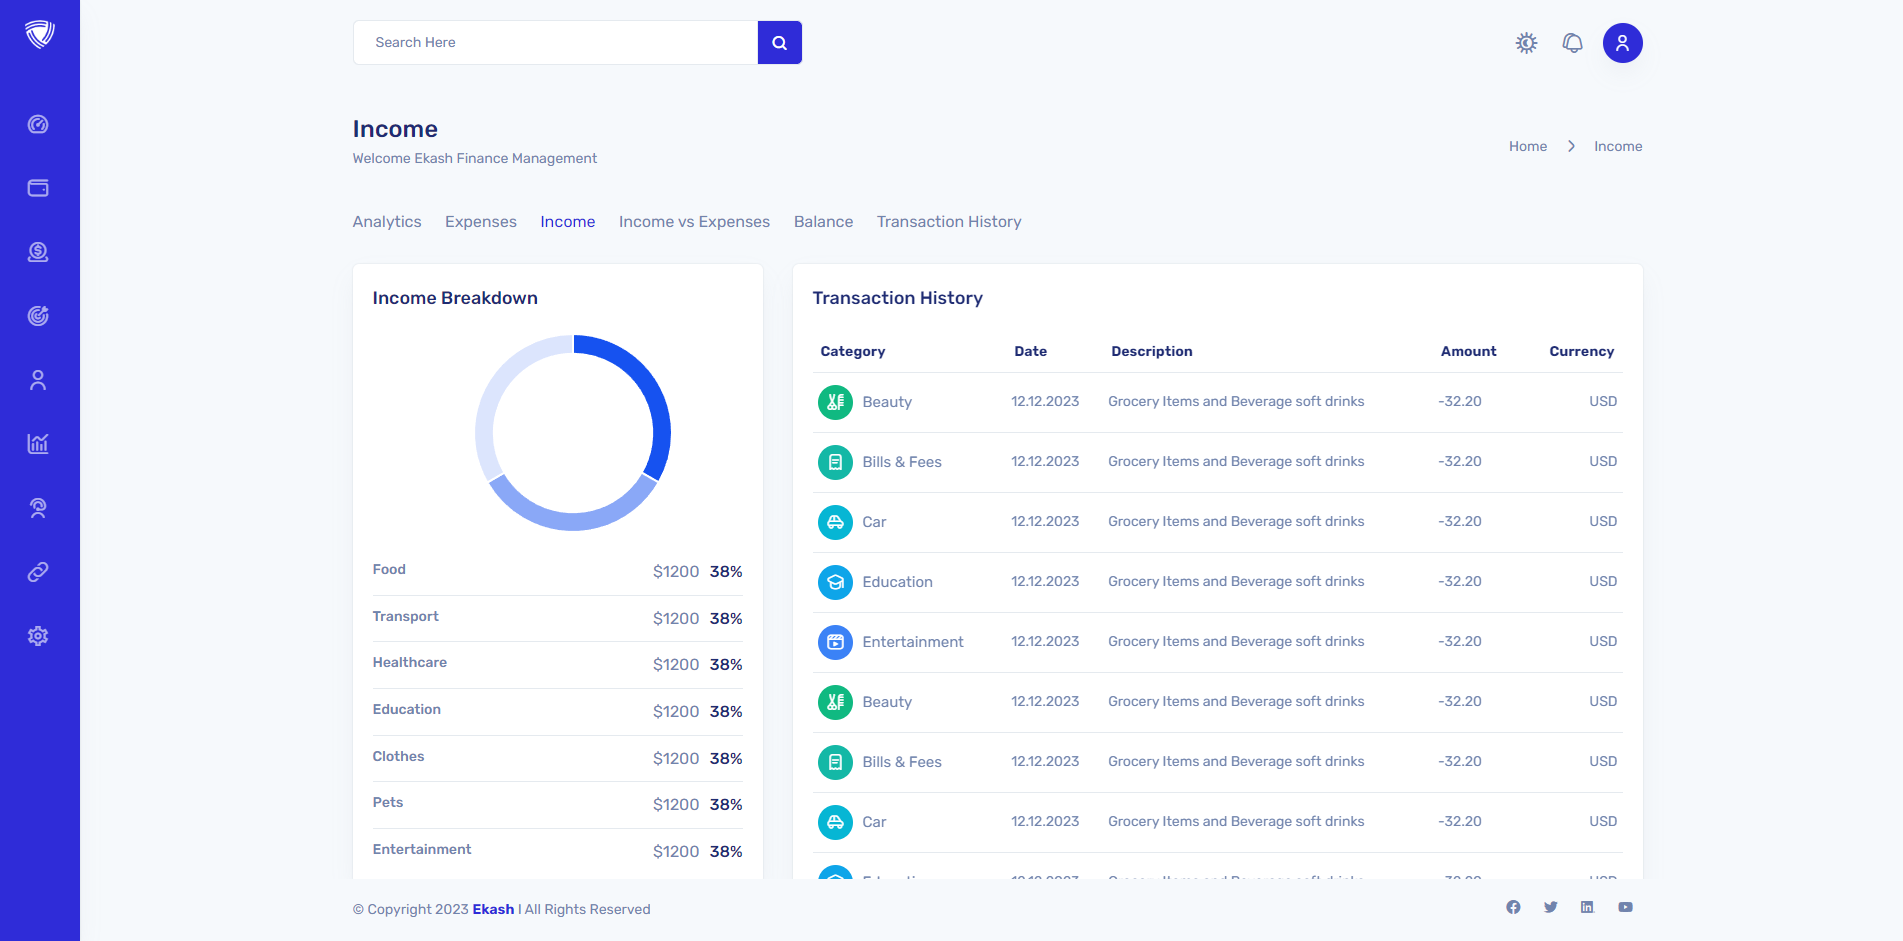 Search Here
Income
Welcome Ekash Finance Management
Home > Income
Analytics Expenses Income Income vs Expenses Balance Transaction History
Income Breakdown
Food $1200 38%
Transport $1200 38%
Healthcare $1200 38%
Education $1200 38%
Clothes $1200 38%
Pets $1200 38%
Entertainment $1200 38%
Transaction History
Category Date Description Amount Currency
Beauty 12.12.2023 Grocery Items and Beverage soft drinks -32.20 USD
Bills & Fees 12.12.2023 Grocery Items and Beverage soft drinks -32.20 USD
Car 12.12.2023 Grocery Items and Beverage soft drinks -32.20 USD
Education 12.12.2023 Grocery Items and Beverage soft drinks -32.20 USD
Entertainment 12.12.2023 Grocery Items and Beverage soft drinks -32.20 USD
Beauty 12.12.2023 Grocery Items and Beverage soft drinks -32.20 USD
Bills & Fees 12.12.2023 Grocery Items and Beverage soft drinks -32.20 USD
Car 12.12.2023 Grocery Items and Beverage soft drinks -32.20 USD
© Copyright 2023 Ekash I All Rights Reserved